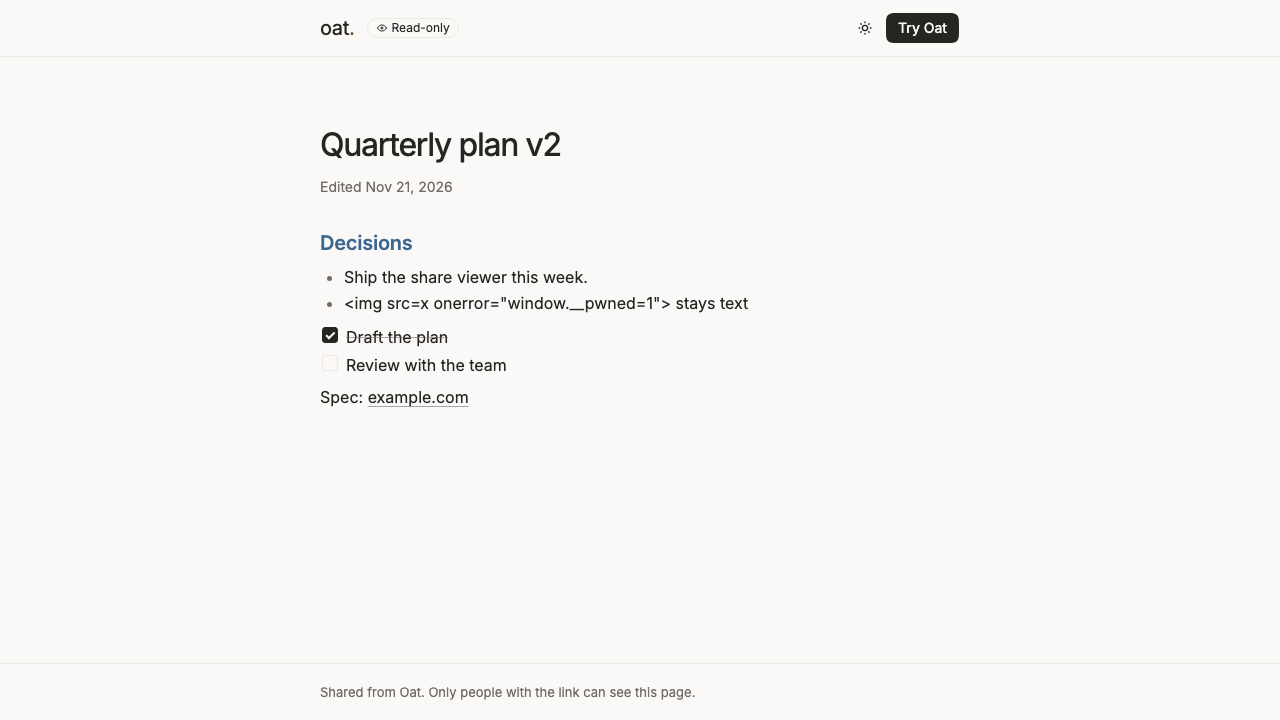 oat.
Read-only
Try Oat
Quarterly plan v2
Edited Nov 21, 2026
Decisions
Ship the share viewer this week.
<img src=x onerror="window.__pwned=1"> stays text
Draft the plan
Review with the team
Spec: example.com
Shared from Oat. Only people with the link can see this page.